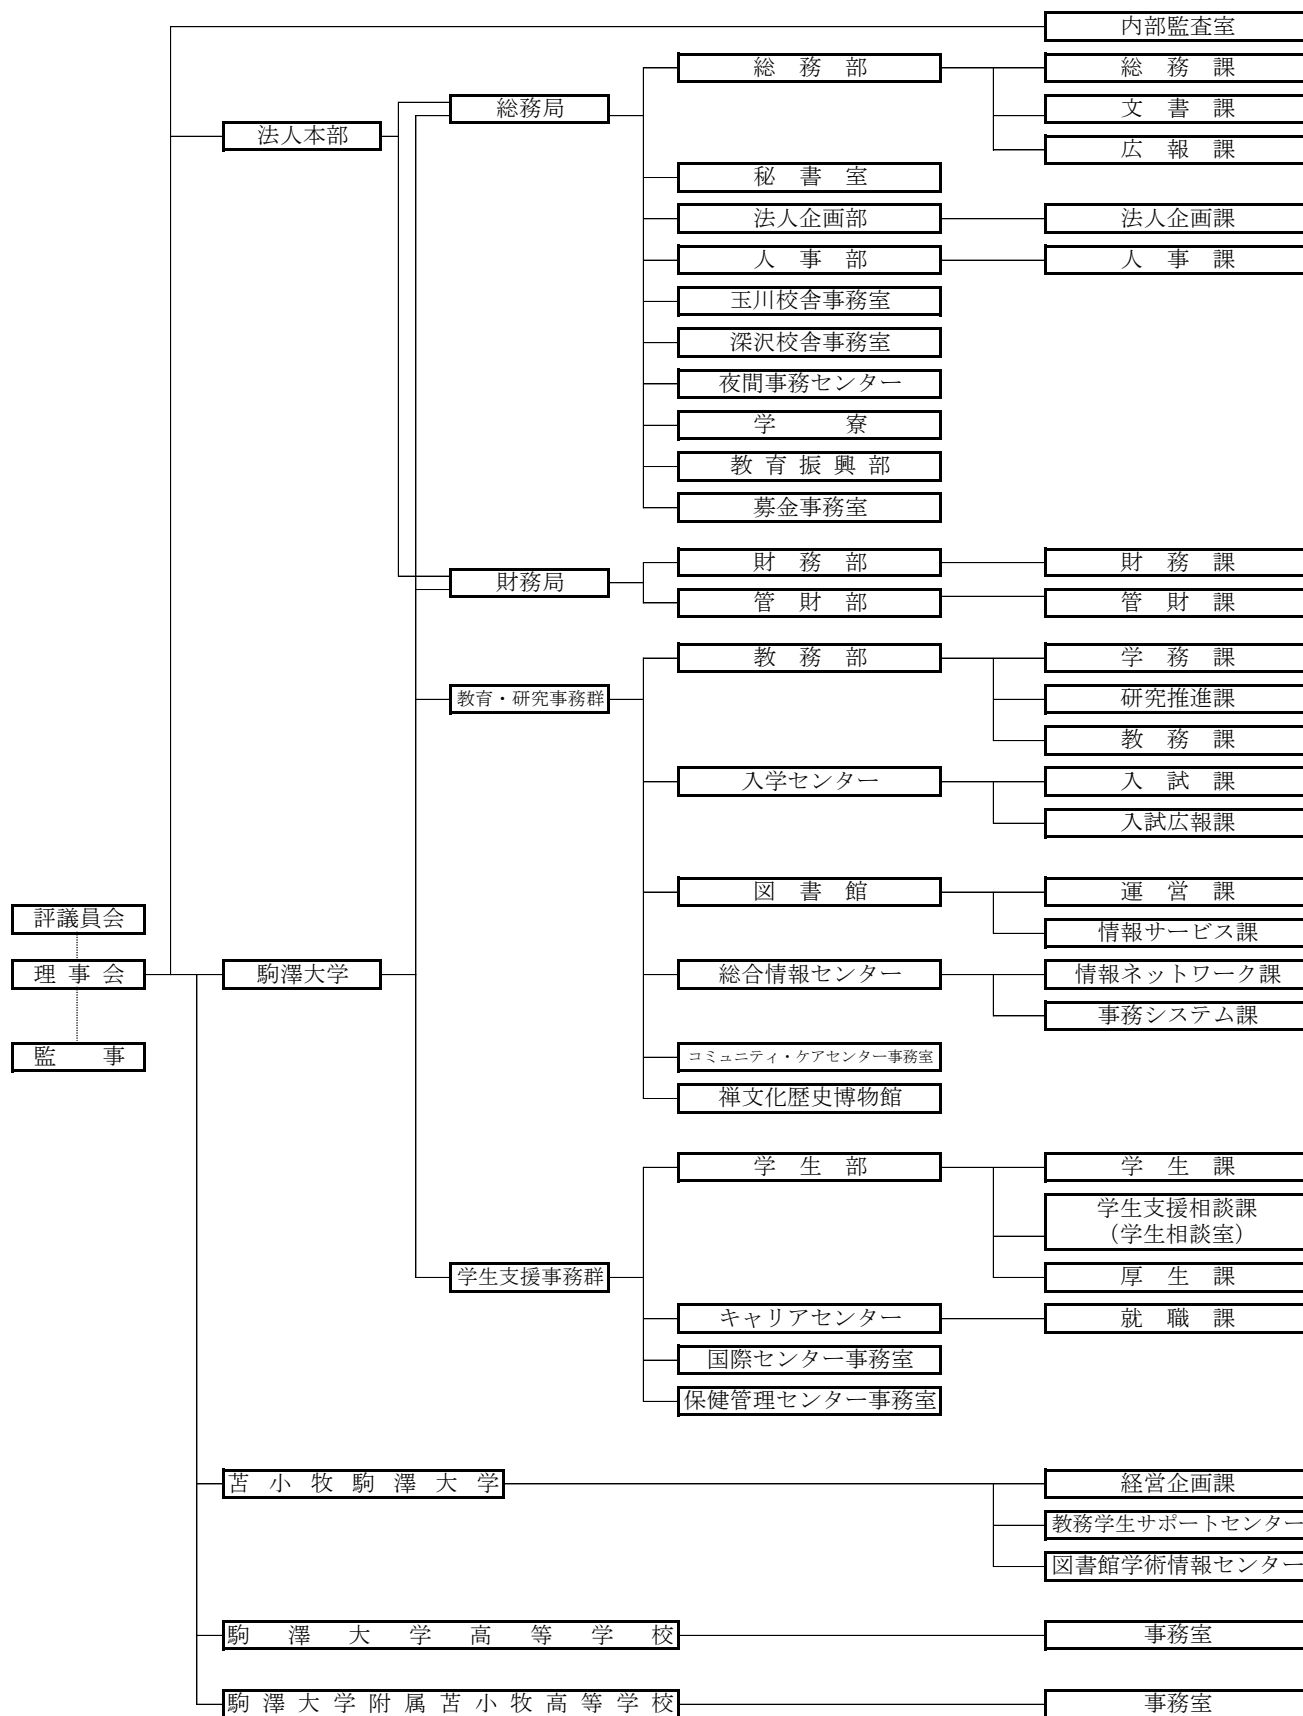 内部監査室
総務部
総務課
総務局
文書課
法人本部
広報課
秘書室
法人企画部
法人企画課
人事部
人事課
玉川校舎事務室
深沢校舎事務室
夜間事務センター
学寮
教育振興部
募金事務室
財務局
財務部
財務課
管財部
管財課
教務部
学務課
教育・研究事務群
研究推進課
教務課
入学センター
入試課
入試広報課
図書館
運営課
評議員会
情報サービス課
理事会
駒澤大学
総合情報センター
情報ネットワーク課
事務システム課
監事
コミュニティ・ケアセンター事務室
禅文化歴史博物館
学生部
学生課
学生支援相談課
（学生相談室）
学生支援事務群
厚生課
キャリアセンター
就職課
国際センター事務室
保健管理センター事務室
苫小牧駒澤大学
経営企画課
教務学生サポートセンター
図書館学術情報センター
駒澤大学高等学校
事務室
駒澤大学附属苫小牧高等学校
事務室